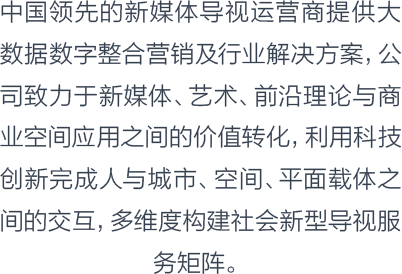 中国领先的新媒体导视运营商提供大
数据数字整合营销及行业解决方案，公
司致力于新媒体、艺术、前沿理论与商
业空间应用之间的价值转化，利用科技
创新完成人与城市、空间、平面载体之
间的交互，多维度构建社会新型导视服
务矩阵。